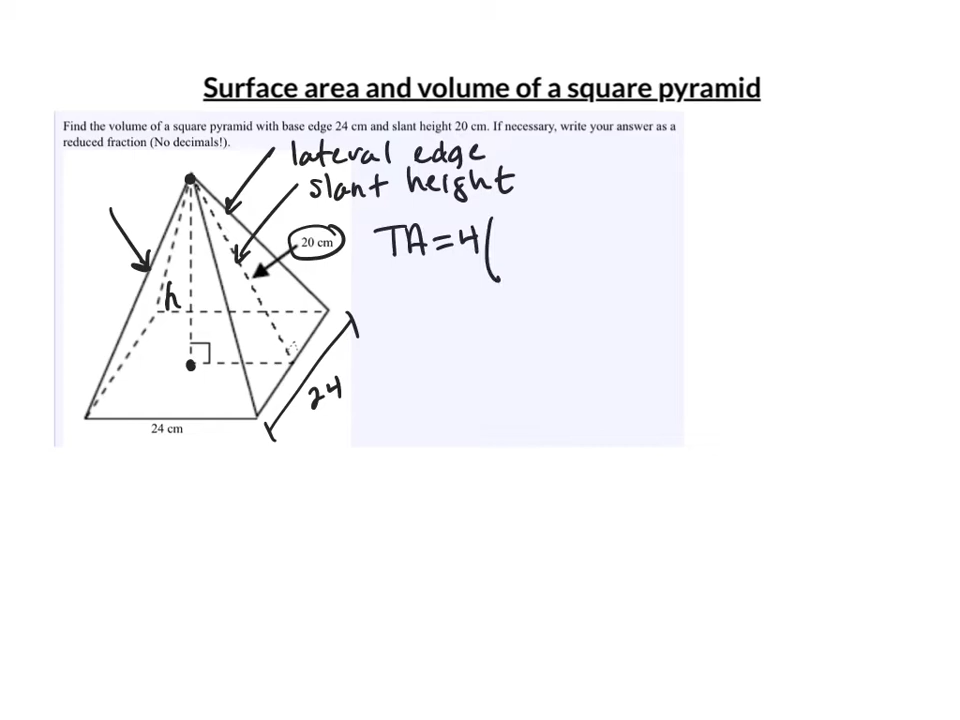 Surface area and volume of a square pyramid
Find the volume of a square pyramid with base edge 24 cm and slant height 20 cm. If necessary, write your answer as a
reduced fraction (No decimals!).
lateral edge
slant height
20 cm
TA=4(
h
24
24 cm